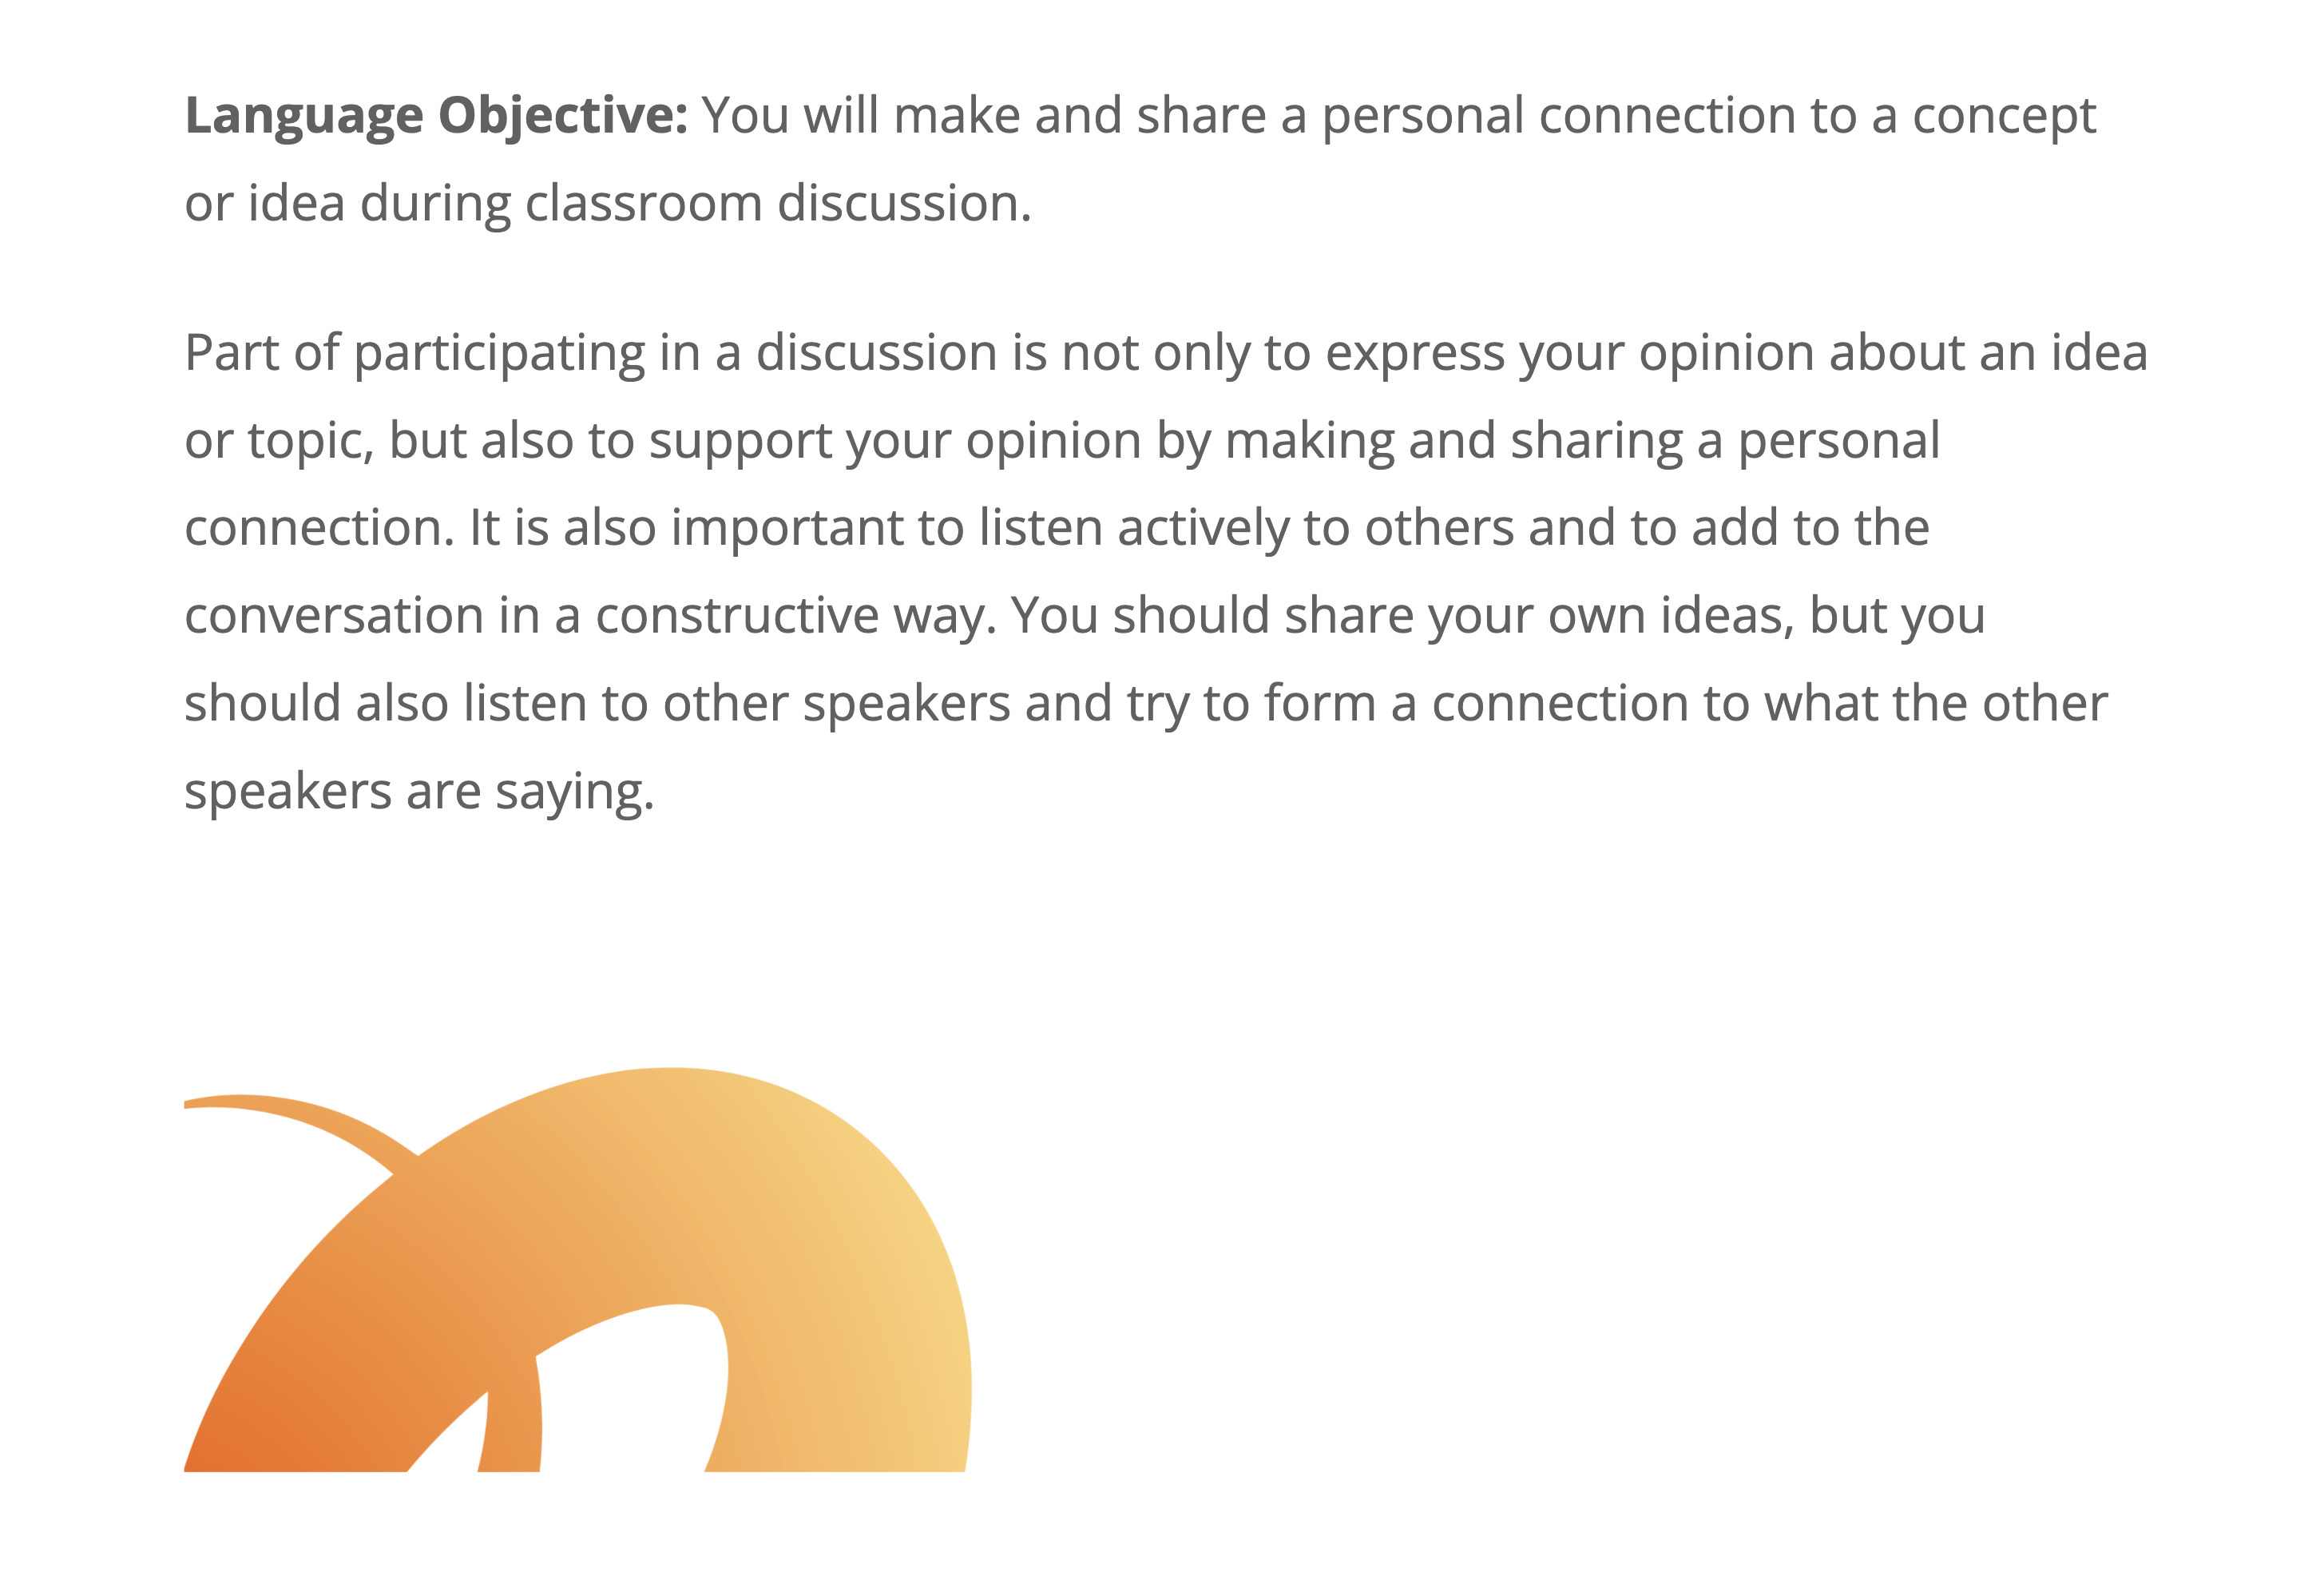 Language Objective: You will make and share a personal connection to a concept
or idea during classroom discussion.
Part of participating in a discussion is not only to express your opinion about an idea
or topic, but also to support your opinion by making and sharing a personal
connection. It is also important to listen actively to others and to add to the
conversation in a constructive way. You should share your own ideas, but you
should also listen to other speakers and try to form a connection to what the other
speakers are saying.